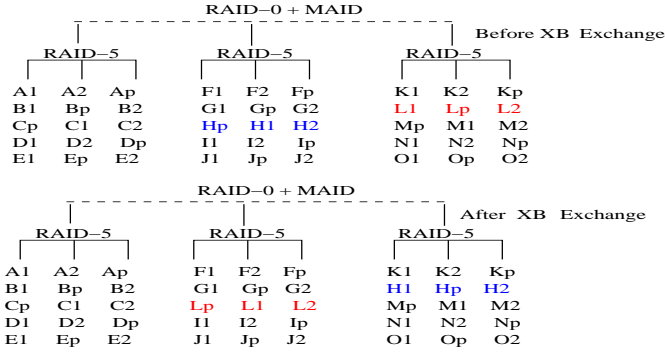 RAID–0 + MAID
Before XB Exchange
RAID–5 RAID–5 RAID–5
A1 A2 Ap F1 F2 Fp K1 K2 Kp
B1 Bp B2 G1 Gp G2 L1 Lp L2
Cp C1 C2 Hp H1 H2 Mp M1 M2
D1 D2 Dp I1 I2 Ip N1 N2 Np
E1 Ep E2 J1 Jp J2 O1 Op O2
RAID–0 + MAID
After XB Exchange
RAID–5 RAID–5 RAID–5
A1 A2 Ap F1 F2 Fp K1 K2 Kp
B1 Bp B2 G1 Gp G2 H1 Hp H2
Cp C1 C2 Lp L1 L2 Mp M1 M2
D1 D2 Dp I1 I2 Ip N1 N2 Np
E1 Ep E2 J1 Jp J2 O1 Op O2